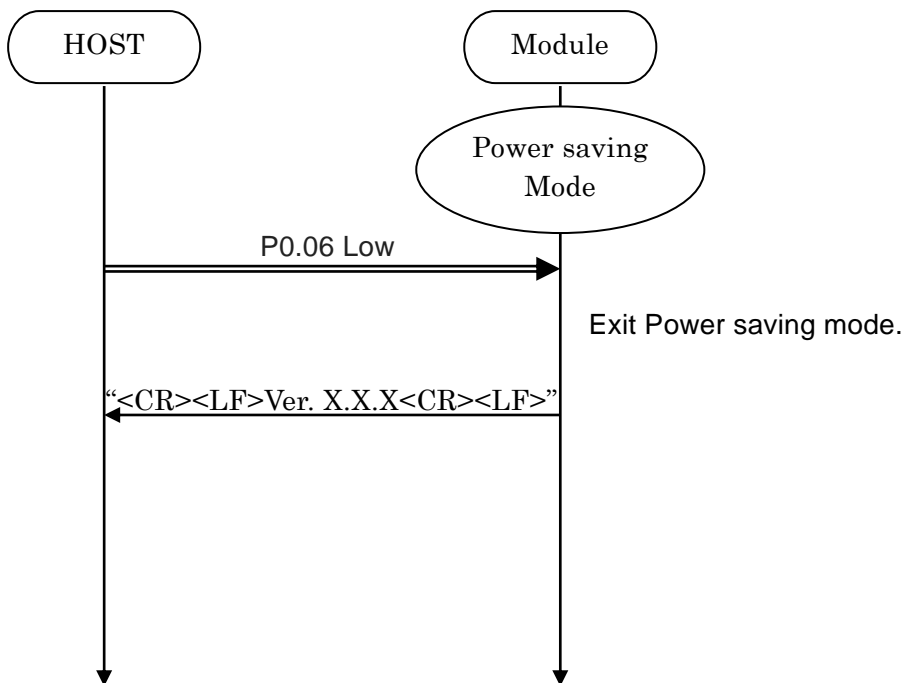 HOST
Module
Power saving
Mode
P0.06 Low
Exit Power saving mode.
“<CR><LF>Ver. X.X.X<CR><LF>”